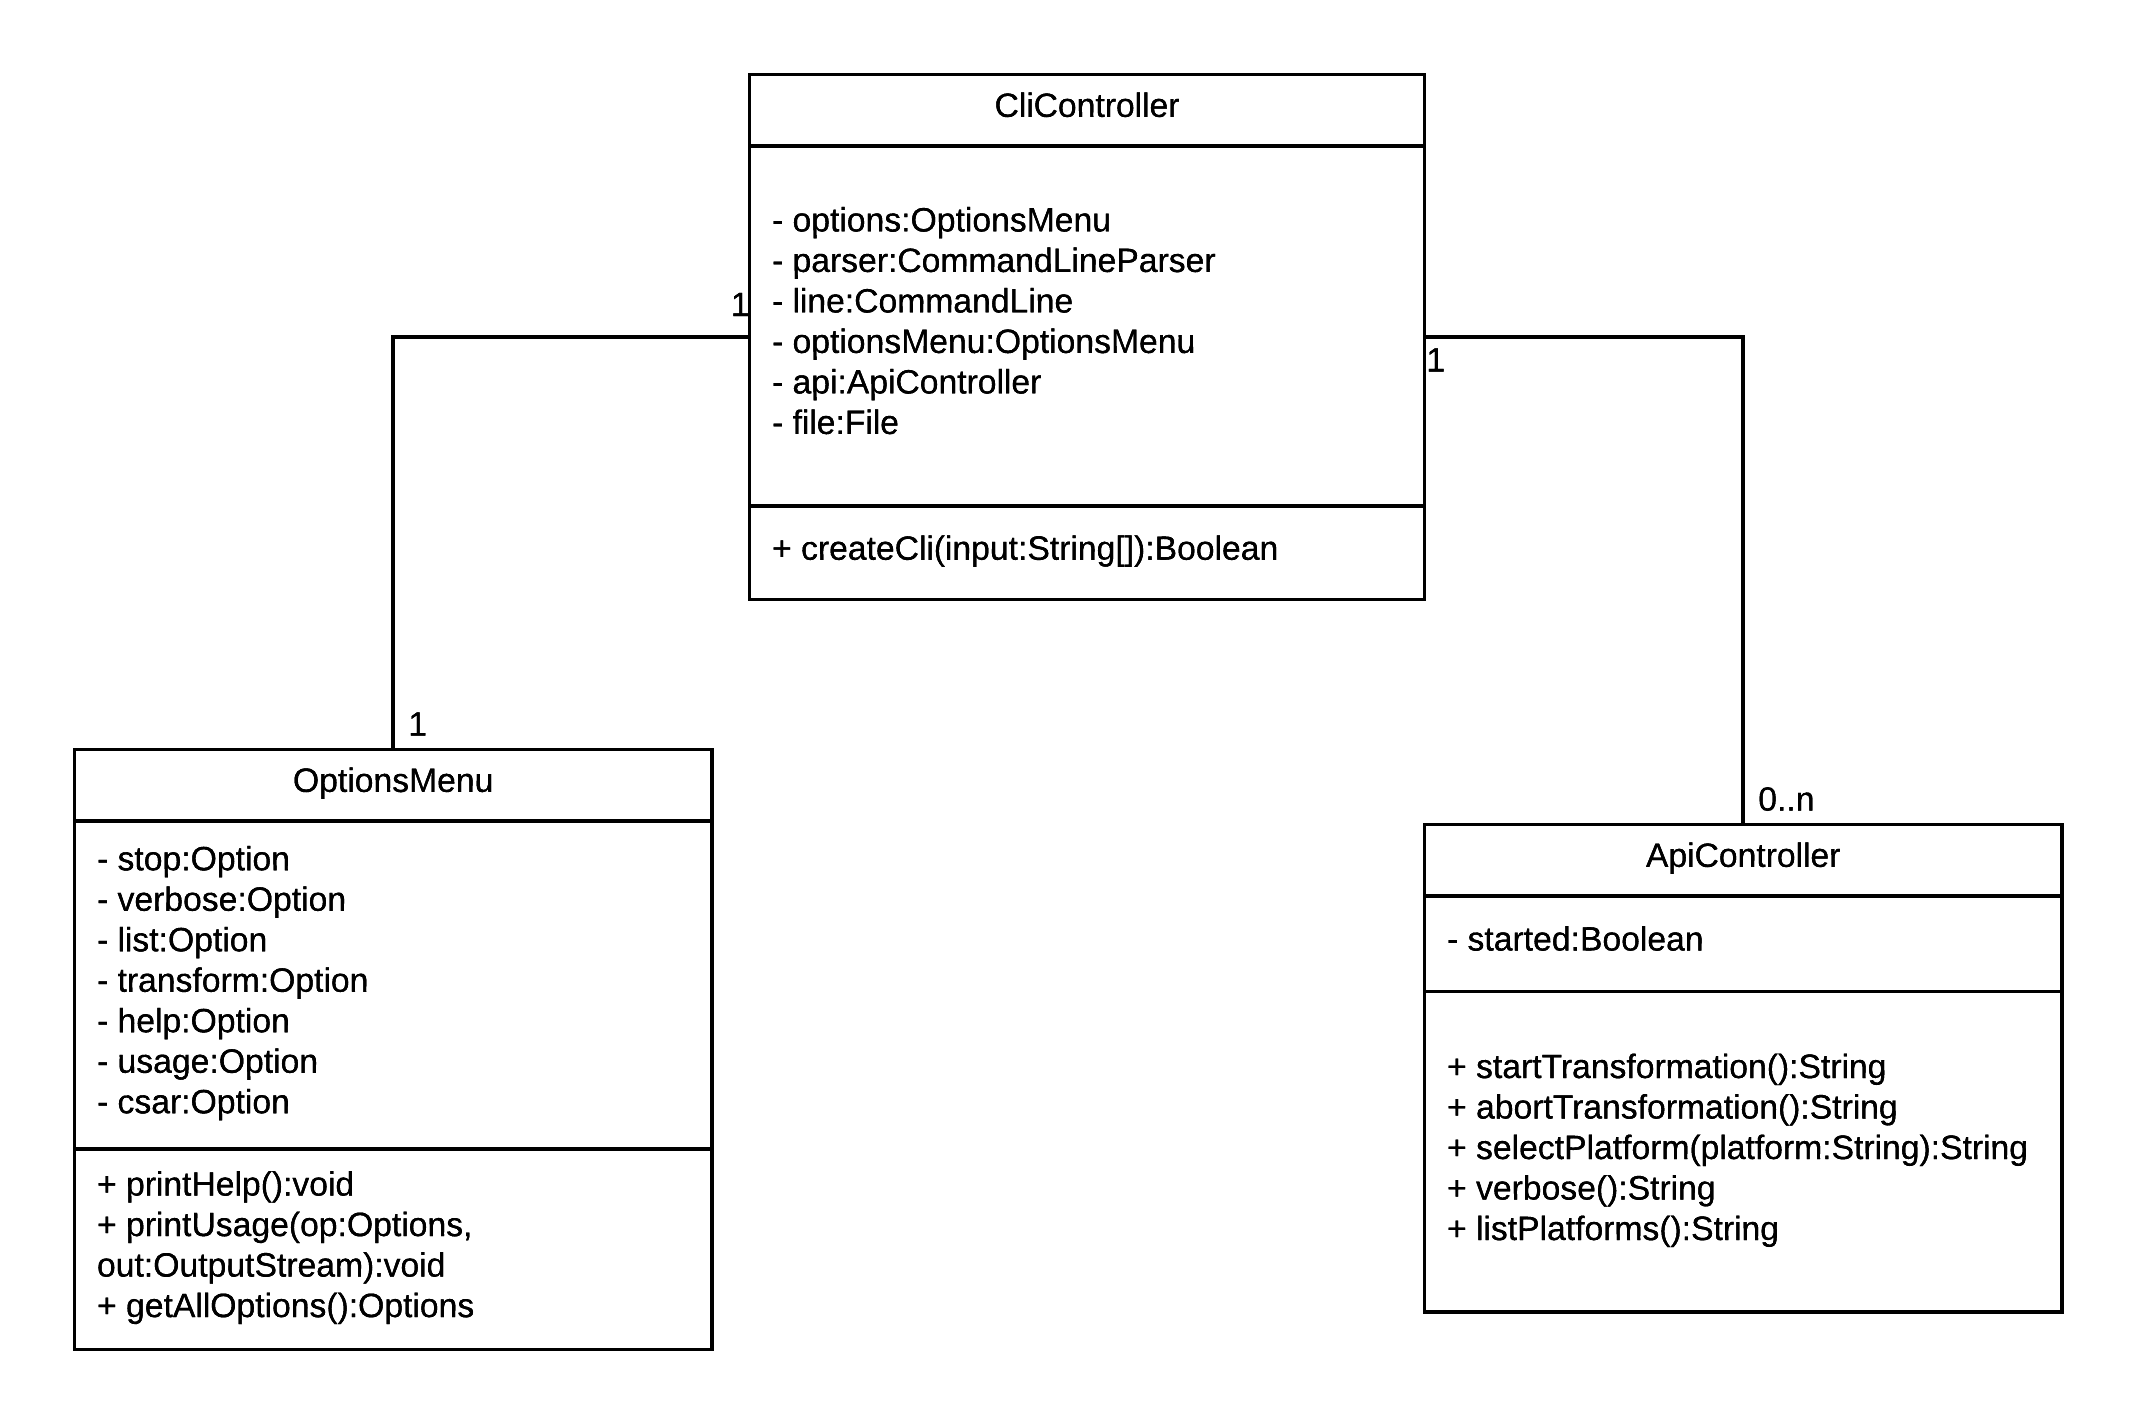 CliController
- options:OptionsMenu
- parser:CommandLineParser
- line:CommandLine
- optionsMenu:OptionsMenu
- api:ApiController
- file:File
+ createCli(input:String[]):Boolean
1
1
1
0..n
OptionsMenu
- stop:Option
- verbose:Option
- list:Option
- transform:Option
- help:Option
- usage:Option
- csar:Option
+ printHelp():void
+ printUsage(op:Options,
out:OutputStream):void
+ getAllOptions():Options
ApiController
- started:Boolean
+ startTransformation():String
+ abortTransformation():String
+ selectPlatform(platform:String):String
+ verbose():String
+ listPlatforms():String